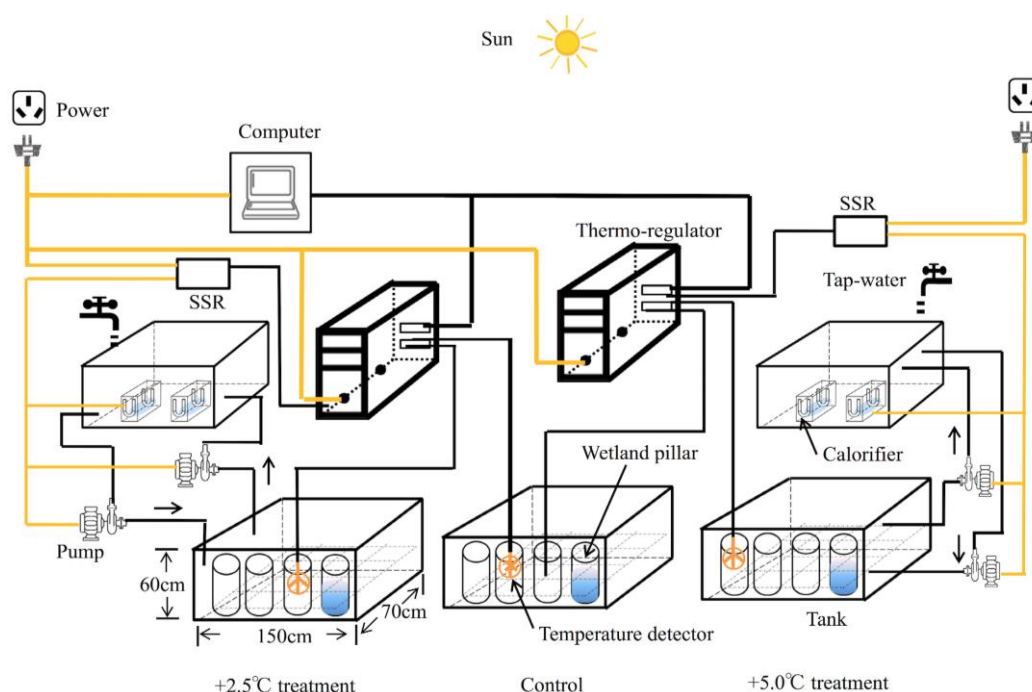 Sun
Power
Computer
SSR
Thermo-regulator
Tap-water
SSR
Calorifier
Wetland pillar
Pump
60cm
70cm
150cm
Temperature detector
Tank
+2.5℃ treatment
Control
+5.0℃ treatment